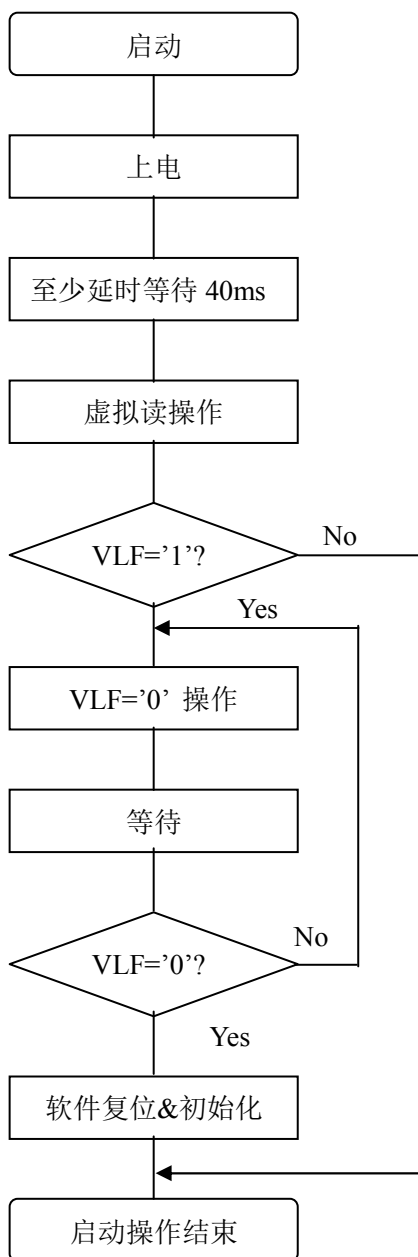 启动
上电
至少延时等待 40ms
虚拟读操作
VLF=’1’?
No
Yes
VLF=’0’ 操作
等待
VLF=’0’?
No
Yes
软件复位&初始化
启动操作结束